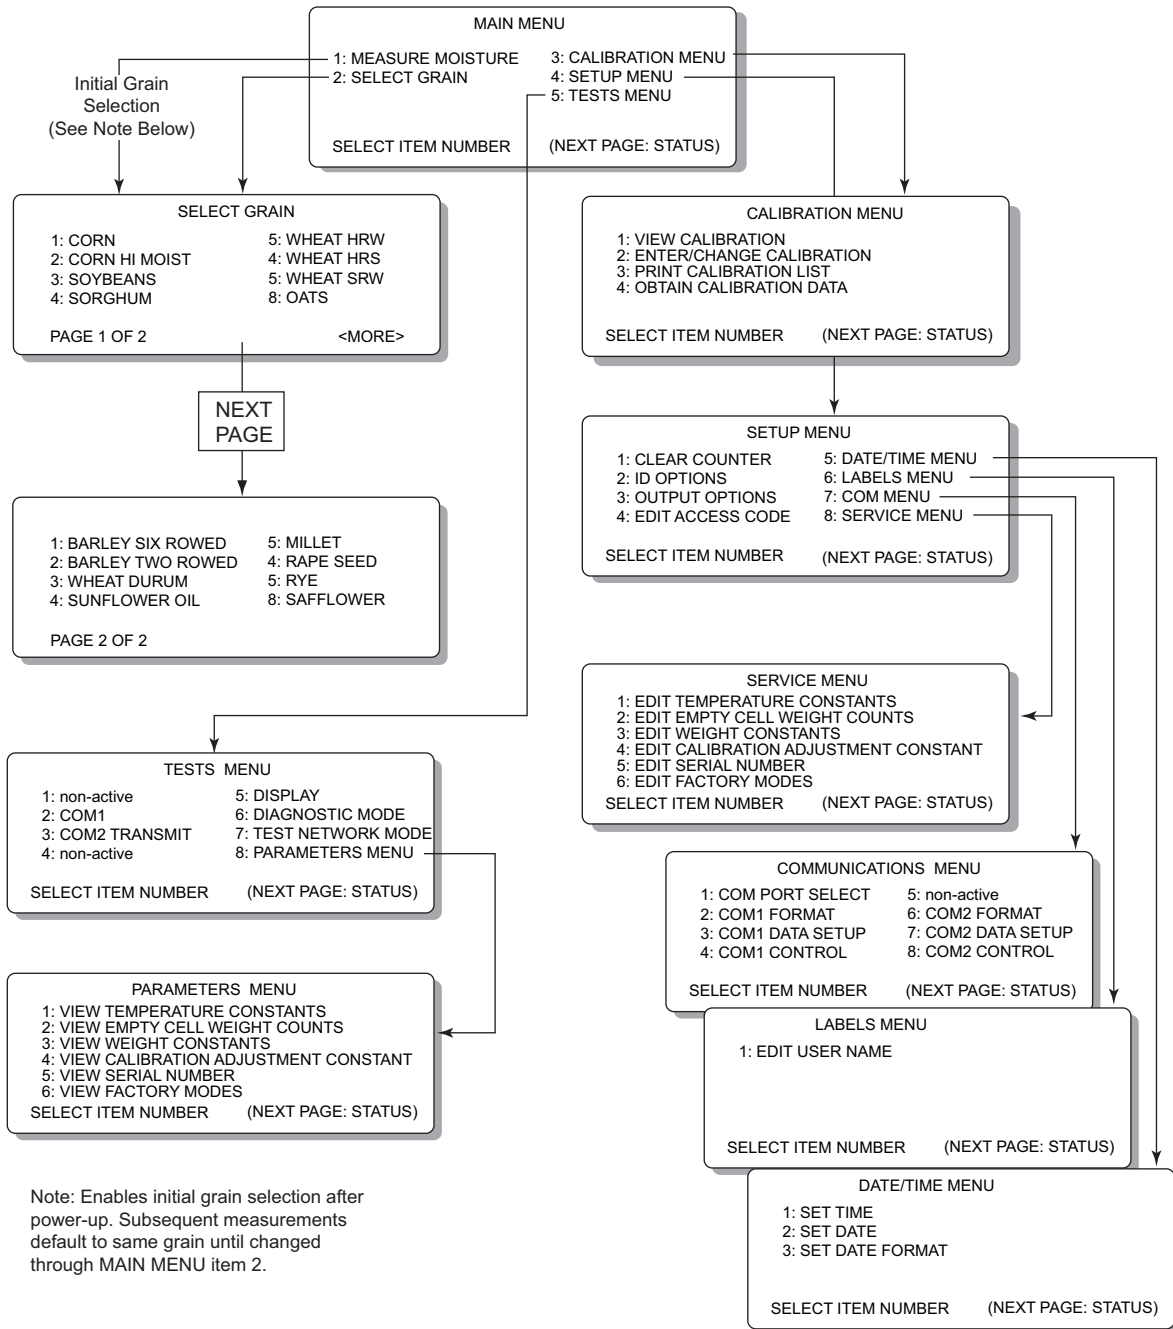 MAIN MENU
1: MEASURE MOISTURE
2: SELECT GRAIN
3: CALIBRATION MENU
4: SETUP MENU
5: TESTS MENU
SELECT ITEM NUMBER (NEXT PAGE: STATUS)
Initial Grain
Selection
(See Note Below)
SELECT GRAIN
1: CORN
2: CORN HI MOIST
3: SOYBEANS
4: SORGHUM
5: WHEAT HRW
4: WHEAT HRS
5: WHEAT SRW
8: OATS
PAGE 1 OF 2 <MORE>
NEXT
PAGE
1: BARLEY SIX ROWED
2: BARLEY TWO ROWED
3: WHEAT DURUM
4: SUNFLOWER OIL
5: MILLET
4: RAPE SEED
5: RYE
8: SAFFLOWER
PAGE 2 OF 2
CALIBRATION MENU
1: VIEW CALIBRATION
2: ENTER/CHANGE CALIBRATION
3: PRINT CALIBRATION LIST
4: OBTAIN CALIBRATION DATA
SELECT ITEM NUMBER (NEXT PAGE: STATUS)
SETUP MENU
1: CLEAR COUNTER
2: ID OPTIONS
3: OUTPUT OPTIONS
4: EDIT ACCESS CODE
5: DATE/TIME MENU
6: LABELS MENU
7: COM MENU
8: SERVICE MENU
SELECT ITEM NUMBER (NEXT PAGE: STATUS)
SERVICE MENU
1: EDIT TEMPERATURE CONSTANTS
2: EDIT EMPTY CELL WEIGHT COUNTS
3: EDIT WEIGHT CONSTANTS
4: EDIT CALIBRATION ADJUSTMENT CONSTANT
5: EDIT SERIAL NUMBER
6: EDIT FACTORY MODES
SELECT ITEM NUMBER (NEXT PAGE: STATUS)
TESTS MENU
1: non-active
2: COM1
3: COM2 TRANSMIT
4: non-active
5: DISPLAY
6: DIAGNOSTIC MODE
7: TEST NETWORK MODE
8: PARAMETERS MENU
SELECT ITEM NUMBER (NEXT PAGE: STATUS)
PARAMETERS MENU
1: VIEW TEMPERATURE CONSTANTS
2: VIEW EMPTY CELL WEIGHT COUNTS
3: VIEW WEIGHT CONSTANTS
4: VIEW CALIBRATION ADJUSTMENT CONSTANT
5: VIEW SERIAL NUMBER
6: VIEW FACTORY MODES
SELECT ITEM NUMBER (NEXT PAGE: STATUS)
COMMUNICATIONS MENU
1: COM PORT SELECT
2: COM1 FORMAT
3: COM1 DATA SETUP
4: COM1 CONTROL
5: non-active
6: COM2 FORMAT
7: COM2 DATA SETUP
8: COM2 CONTROL
SELECT ITEM NUMBER (NEXT PAGE: STATUS)
LABELS MENU
1: EDIT USER NAME
SELECT ITEM NUMBER (NEXT PAGE: STATUS)
DATE/TIME MENU
1: SET TIME
2: SET DATE
3: SET DATE FORMAT
SELECT ITEM NUMBER (NEXT PAGE: STATUS)
Note: Enables initial grain selection after
power-up. Subsequent measurements
default to same grain until changed
through MAIN MENU item 2.